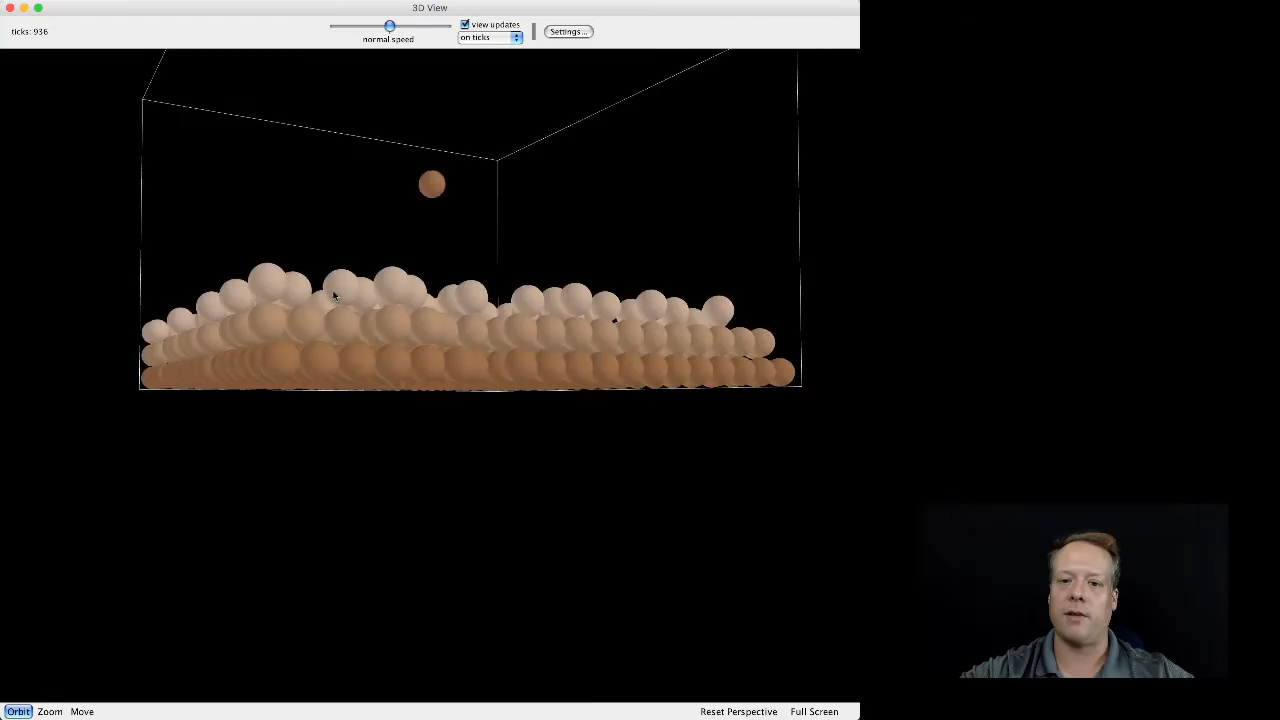 3D View
ticks: 936
view updates
normal speed
on ticks
Settings...
Orbit Zoom Move
Reset Perspective Full Screen